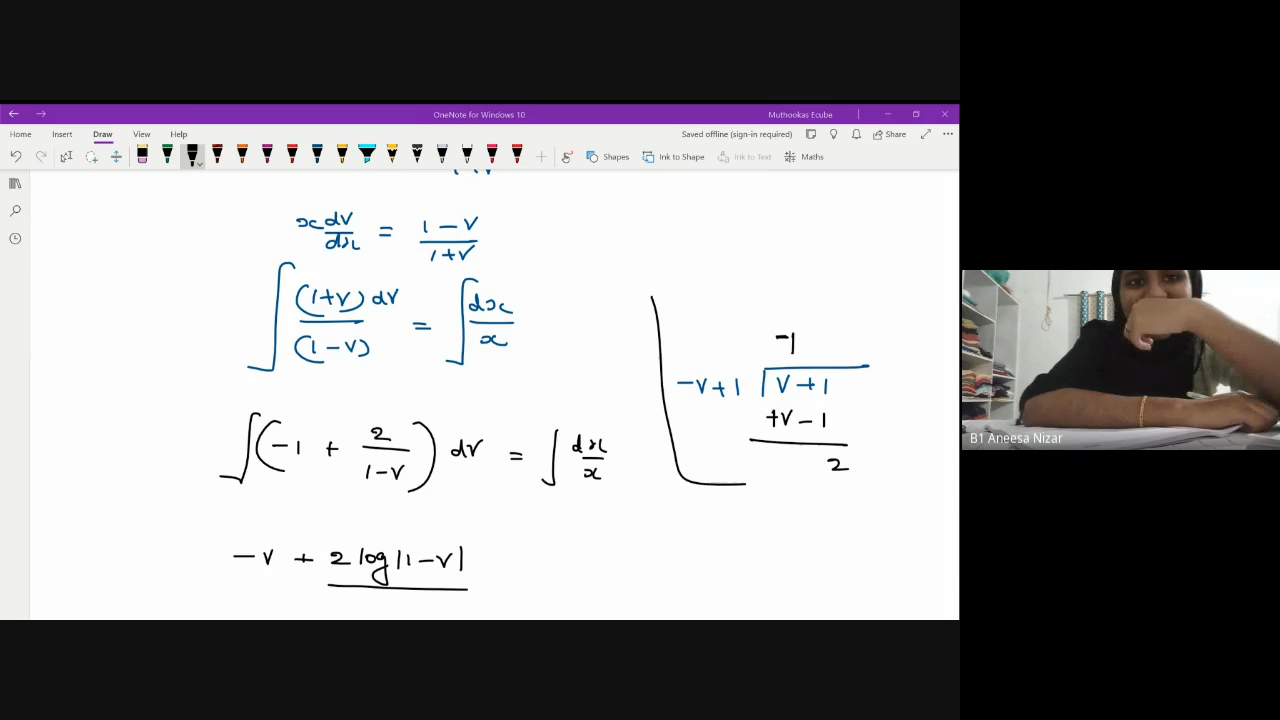 OneNote for Windows 10
Muthookas Ecube
Home Insert Draw View Help
Saved offline (sign-in required) Share
Shapes Ink to Shape Ink to Text Maths
x dv/dx = 1-v/1+v
∫ (1+v) dv/(1-v) = ∫ dx/x
-1
-v+1 v+1
+v-1
2
∫ (-1 + 2/1-v) dv = ∫ dx/x
-v + 2 log|1-v|
B1 Aneesa Nizar